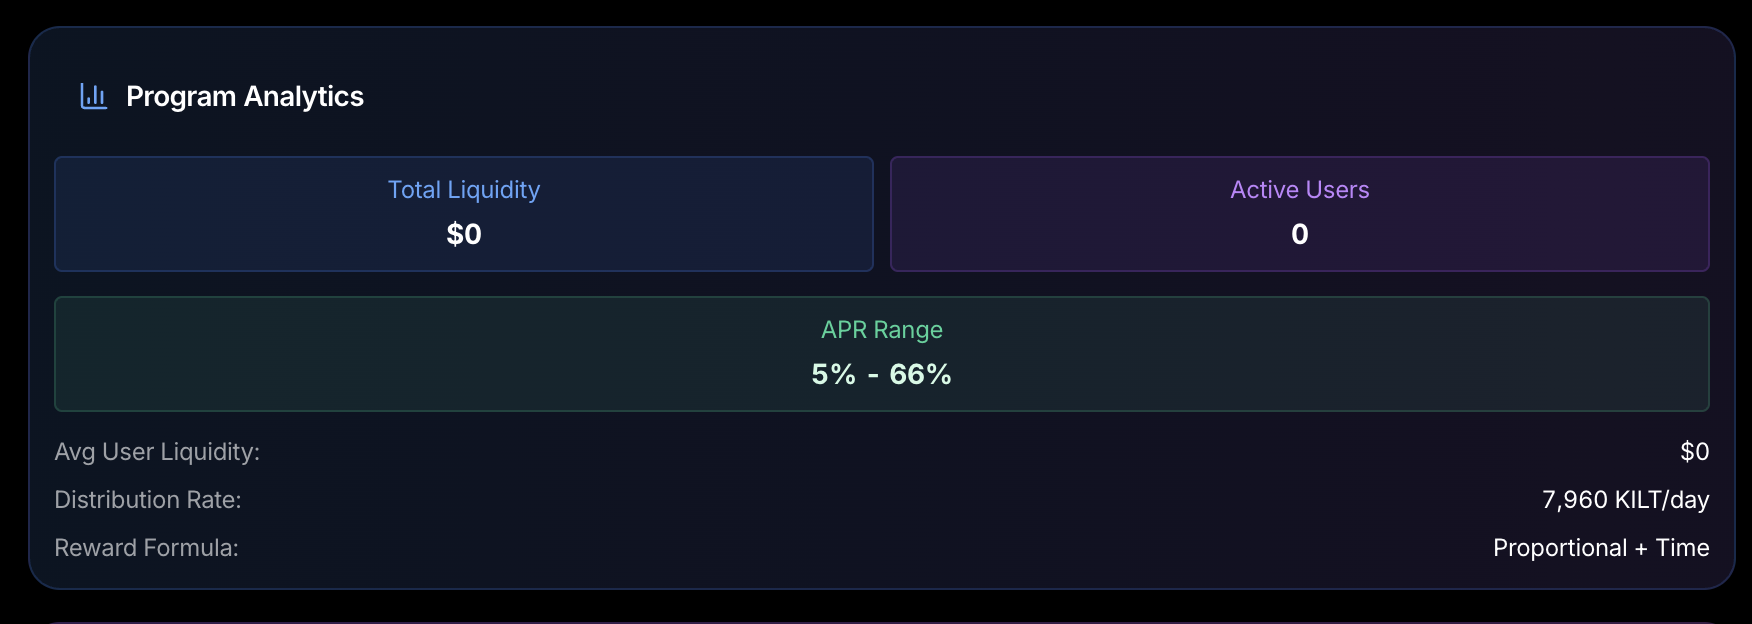 Program Analytics
Total Liquidity
$0
Active Users
0
APR Range
5% - 66%
Avg User Liquidity: $0
Distribution Rate: 7,960 KILT/day
Reward Formula: Proportional + Time